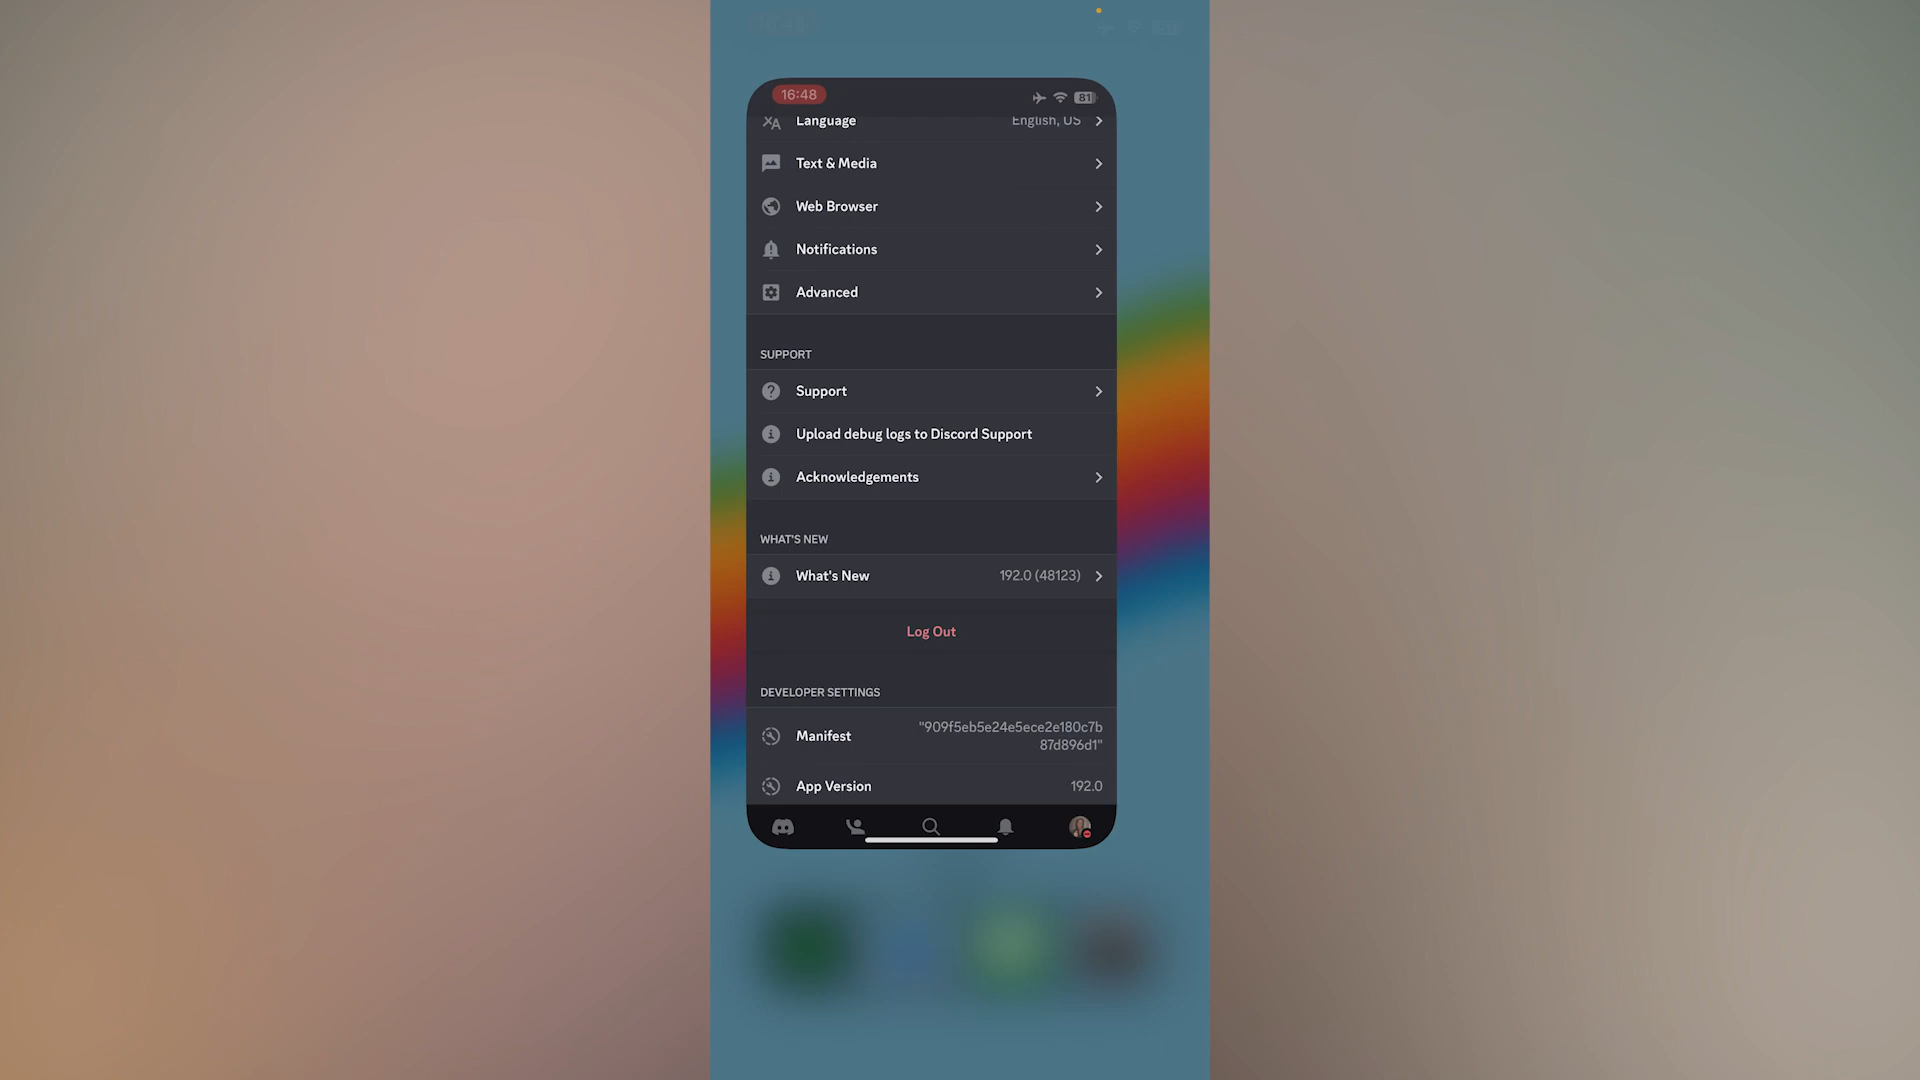 16:48
81
Language
English, US
Text & Media
Web Browser
Notifications
Advanced
SUPPORT
Support
Upload debug logs to Discord Support
Acknowledgements
WHAT'S NEW
What's New
192.0 (48123)
Log Out
DEVELOPER SETTINGS
Manifest
"909f5eb5e24e5ece2e180c7b
87d896d1"
App Version
192.0